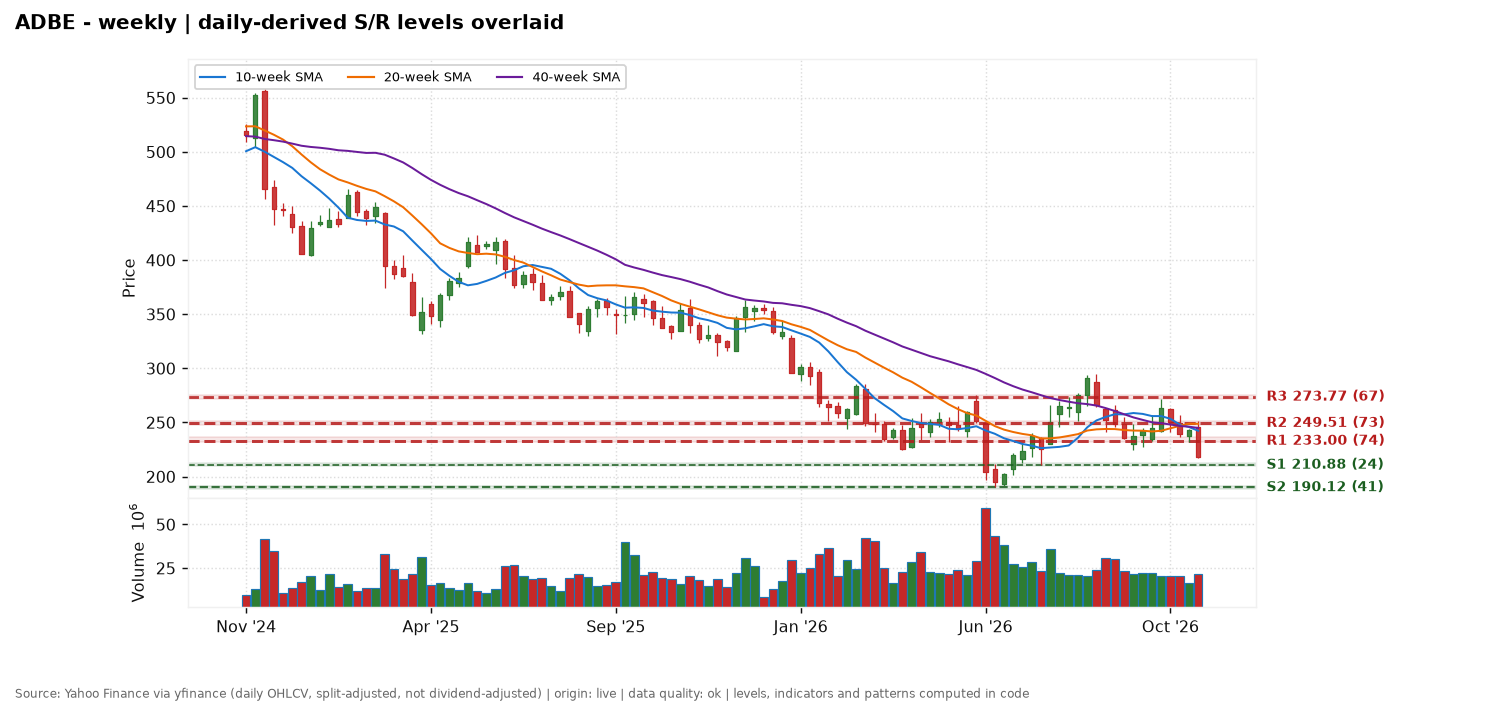 ADBE - weekly | daily-derived S/R levels overlaid
10-week SMA 20-week SMA 40-week SMA
Price
550
500
450
400
350
300
250
200
R3 273.77 (67)
R2 249.51 (73)
R1 233.00 (74)
S1 210.88 (24)
S2 190.12 (41)
Volume 10⁶
50
25
Nov '24 Apr '25 Sep '25 Jan '26 Jun '26 Oct '26
Source: Yahoo Finance via yfinance (daily OHLCV, split-adjusted, not dividend-adjusted) | origin: live | data quality: ok | levels, indicators and patterns computed in code